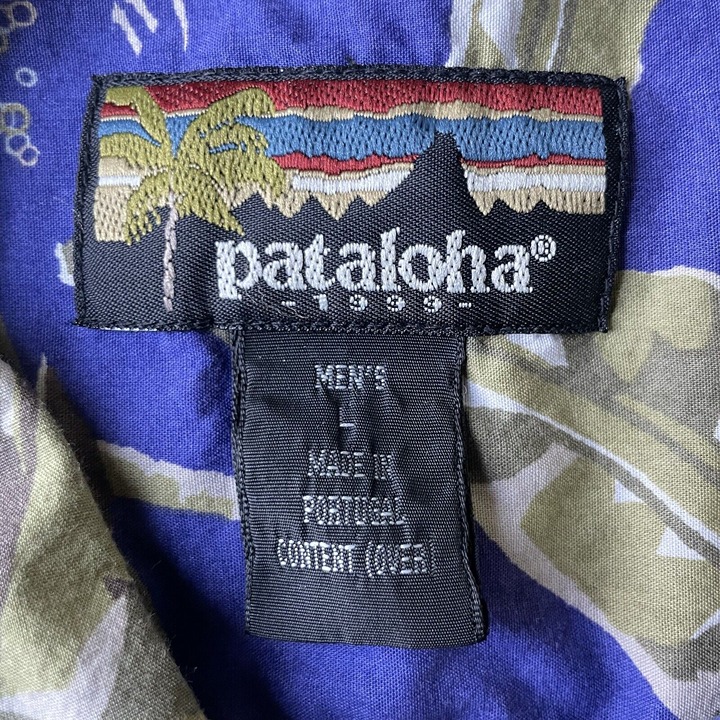 pataloha®
-1999-
MEN'S
L
MADE IN
PORTUGAL
CONTENT (OVER)